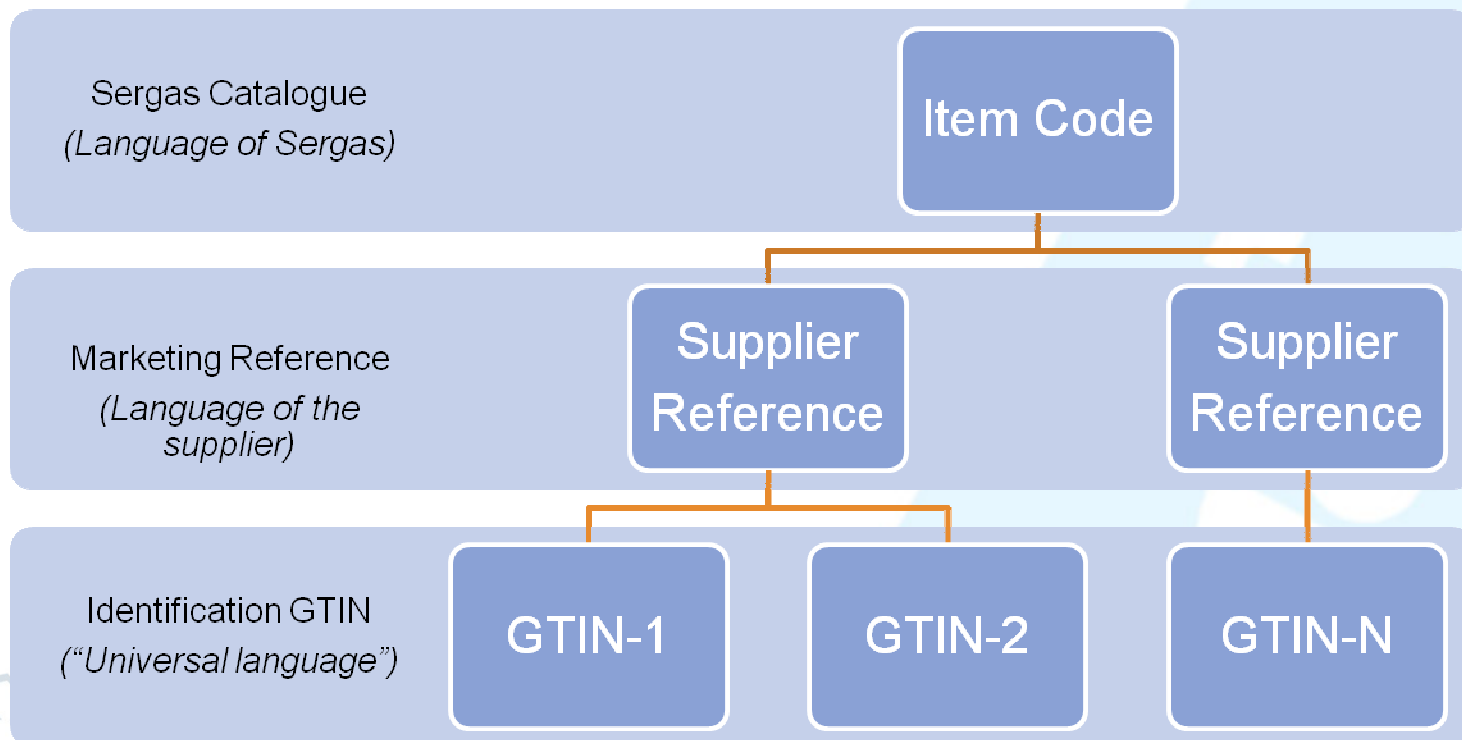 Sergas Catalogue
(Language of Sergas)
Item Code
Marketing Reference
(Language of the
supplier)
Supplier
Reference
Supplier
Reference
Identification GTIN
(“Universal language”)
GTIN-1
GTIN-2
GTIN-N